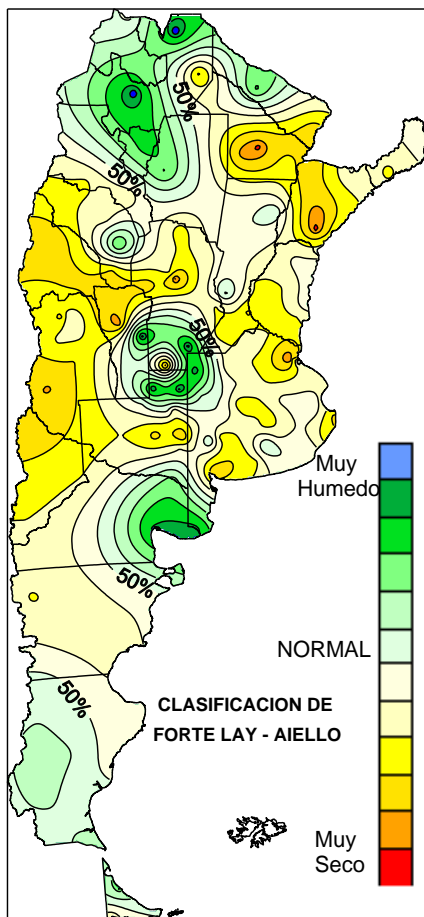 50%
50%
50%
50%
50%
Muy
Humedo
NORMAL
CLASIFICACION DE
FORTE LAY - AIELLO
Muy
Seco